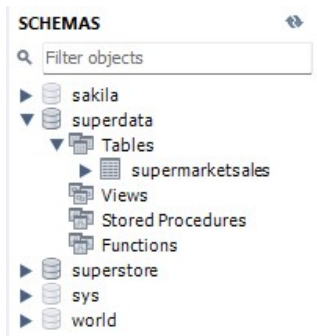 SCHEMAS
Filter objects
sakila
superdata
Tables
supermarketsales
Views
Stored Procedures
Functions
superstore
sys
world